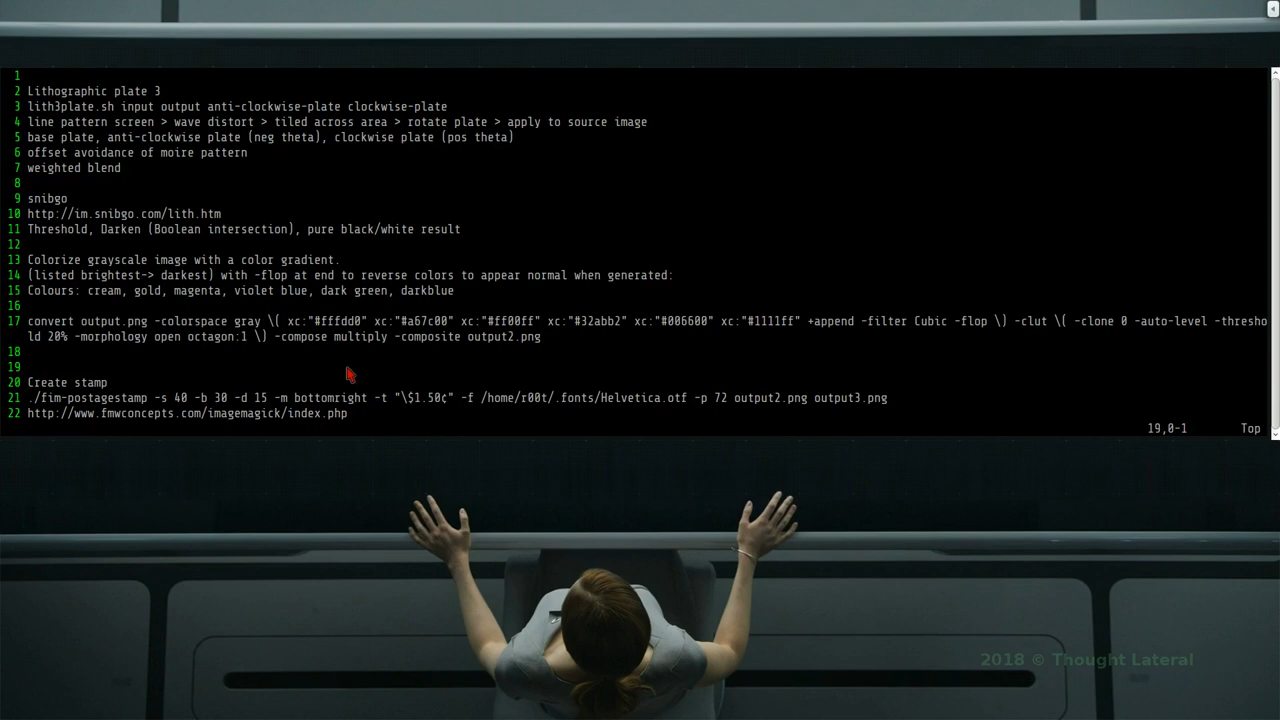 1
2 Lithographic plate 3
3 lith3plate.sh input output anti-clockwise-plate clockwise-plate
4 line pattern screen > wave distort > tiled across area > rotate plate > apply to source image
5 base plate, anti-clockwise plate (neg theta), clockwise plate (pos theta)
6 offset avoidance of moire pattern
7 weighted blend
8
9 snibgo
10 http://im.snibgo.com/lith.htm
11 Threshold, Darken (Boolean intersection), pure black/white result
12
13 Colorize grayscale image with a color gradient.
14 (listed brightest-> darkest) with -flop at end to reverse colors to appear normal when generated:
15 Colours: cream, gold, magenta, violet blue, dark green, darkblue
16
17 convert output.png -colorspace gray \( xc:"#fffdd0" xc:"#a67c00" xc:"#ff00ff" xc:"#32abb2" xc:"#006600" xc:"#1111ff" +append -filter Cubic -flop \) -clut \( -clone 0 -auto-level -thresho
ld 20% -morphology open octagon:1 \) -compose multiply -composite output2.png
18
19
20 Create stamp
21 ./fim-postagestamp -s 40 -b 30 -d 15 -m bottomright -t "\$1.50¢" -f /home/r00t/.fonts/Helvetica.otf -p 72 output2.png output3.png
22 http://www.fmwconcepts.com/imagemagick/index.php
19,0-1 Top
2018 © Thought Lateral